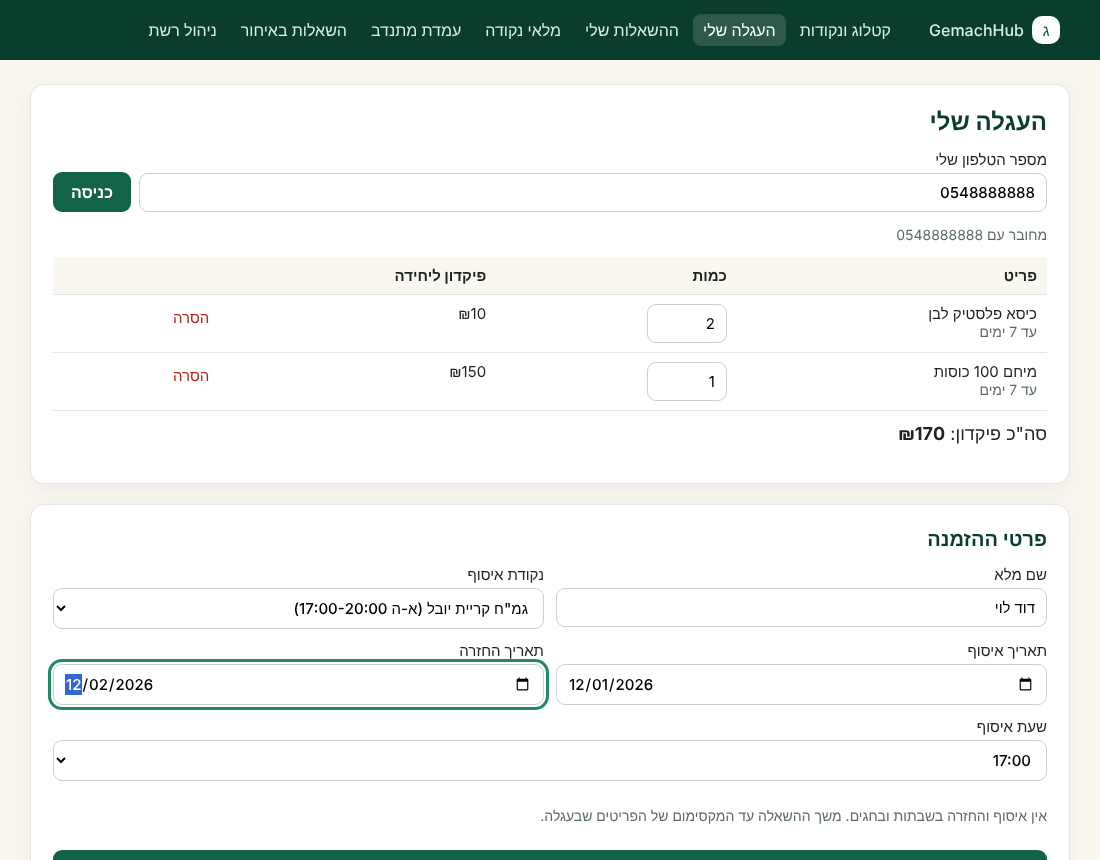 ג GemachHub קטלוג ונקודות העגלה שלי ההשאלות שלי מלאי נקודה עמדת מתנדב השאלות באיחור ניהול רשת
העגלה שלי
מספר הטלפון שלי
0548888888 כניסה
מחובר עם 0548888888
פריט כמות פיקדון ליחידה
כיסא פלסטיק לבן 2 ₪10 הסרה
עד 7 ימים
מיחם 100 כוסות 1 ₪150 הסרה
עד 7 ימים
סה"כ פיקדון: ₪170
פרטי ההזמנה
שם מלא נקודת איסוף
דוד לוי גמ"ח קריית יובל (א-ה 17:00-20:00)
תאריך איסוף תאריך החזרה
12/01/2026 12/02/2026
שעת איסוף
17:00
אין איסוף והחזרה בשבתות ובחגים. משך ההשאלה עד המקסימום של הפריטים שבעגלה.